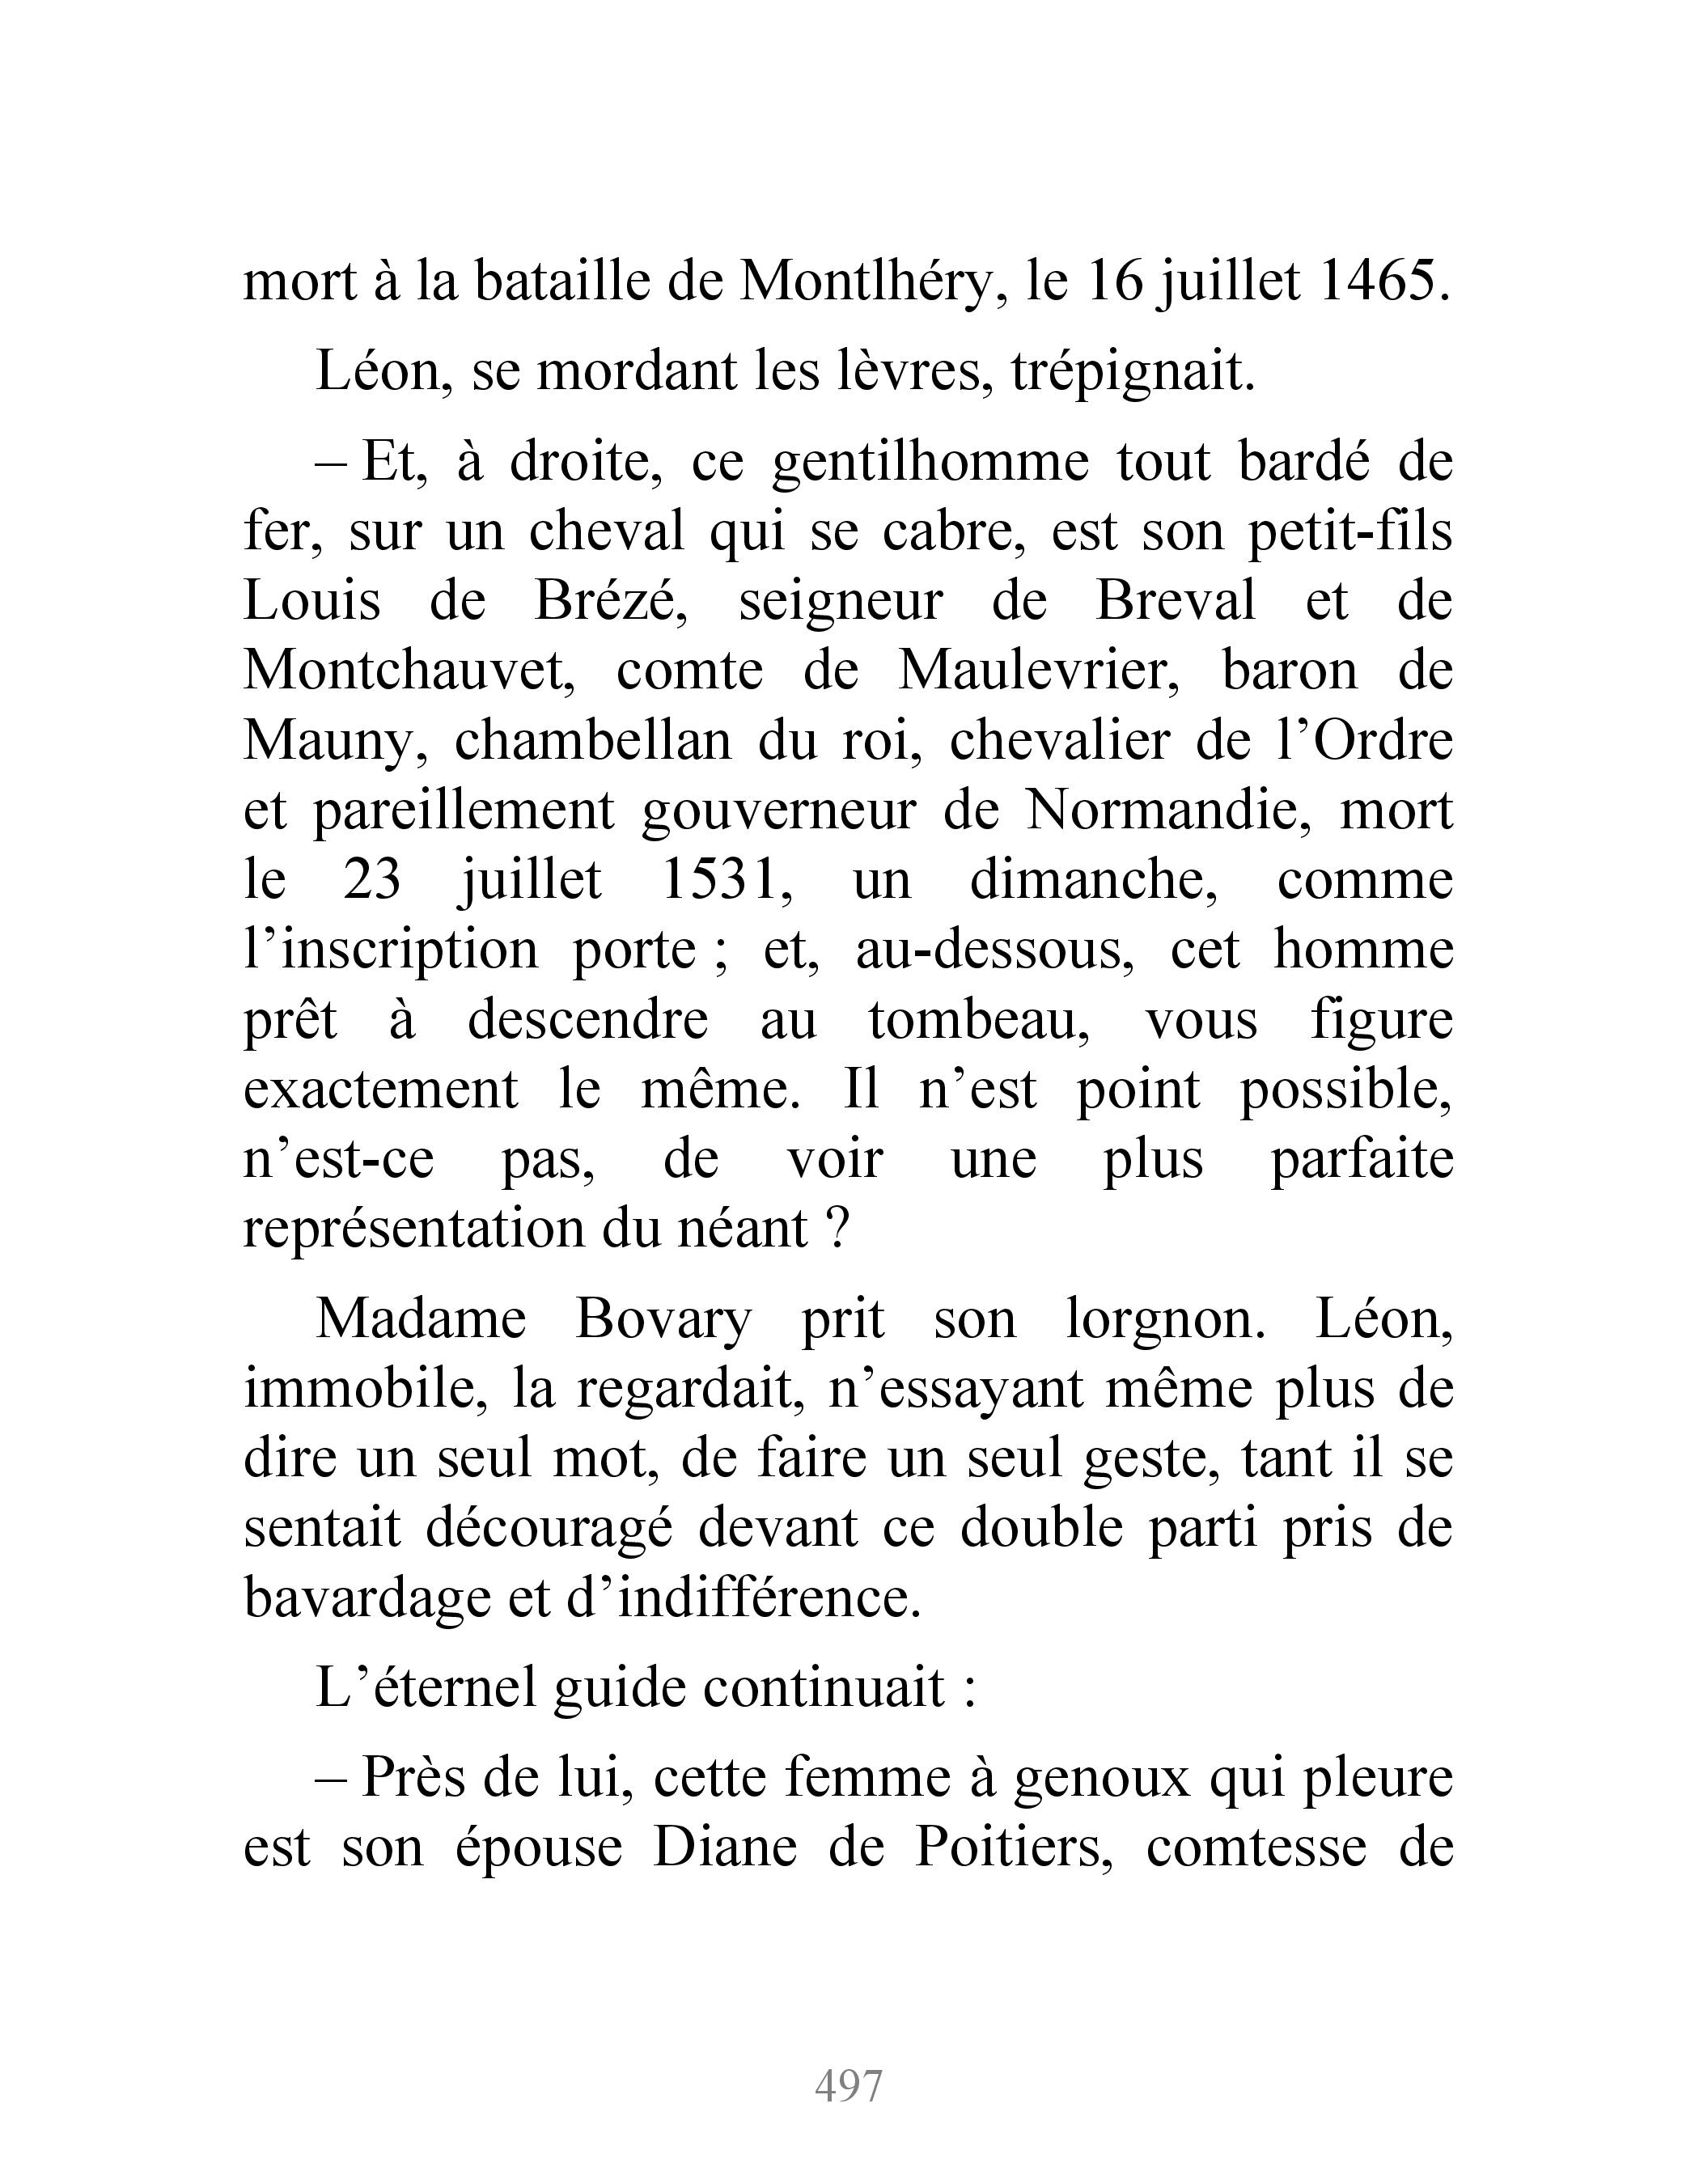 mort à la bataille de Montlhéry, le 16 juillet 1465.
Léon, se mordant les lèvres, trépignait.
– Et, à droite, ce gentilhomme tout bardé de
fer, sur un cheval qui se cabre, est son petit-fils
Louis de Brézé, seigneur de Breval et de
Montchauvet, comte de Maulevrier, baron de
Mauny, chambellan du roi, chevalier de l’Ordre
et pareillement gouverneur de Normandie, mort
le 23 juillet 1531, un dimanche, comme
l’inscription porte ; et, au-dessous, cet homme
prêt à descendre au tombeau, vous figure
exactement le même. Il n’est point possible,
n’est-ce pas, de voir une plus parfaite
représentation du néant ?
Madame Bovary prit son lorgnon. Léon,
immobile, la regardait, n’essayant même plus de
dire un seul mot, de faire un seul geste, tant il se
sentait découragé devant ce double parti pris de
bavardage et d’indifférence.
L’éternel guide continuait :
– Près de lui, cette femme à genoux qui pleure
est son épouse Diane de Poitiers, comtesse de
497